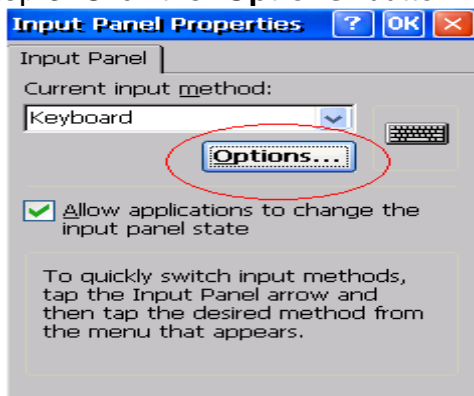 Input Panel Properties ? OK
Input Panel
Current input method:
Keyboard
Options...
Allow applications to change the
input panel state
To quickly switch input methods,
tap the Input Panel arrow and
then tap the desired method from
the menu that appears.